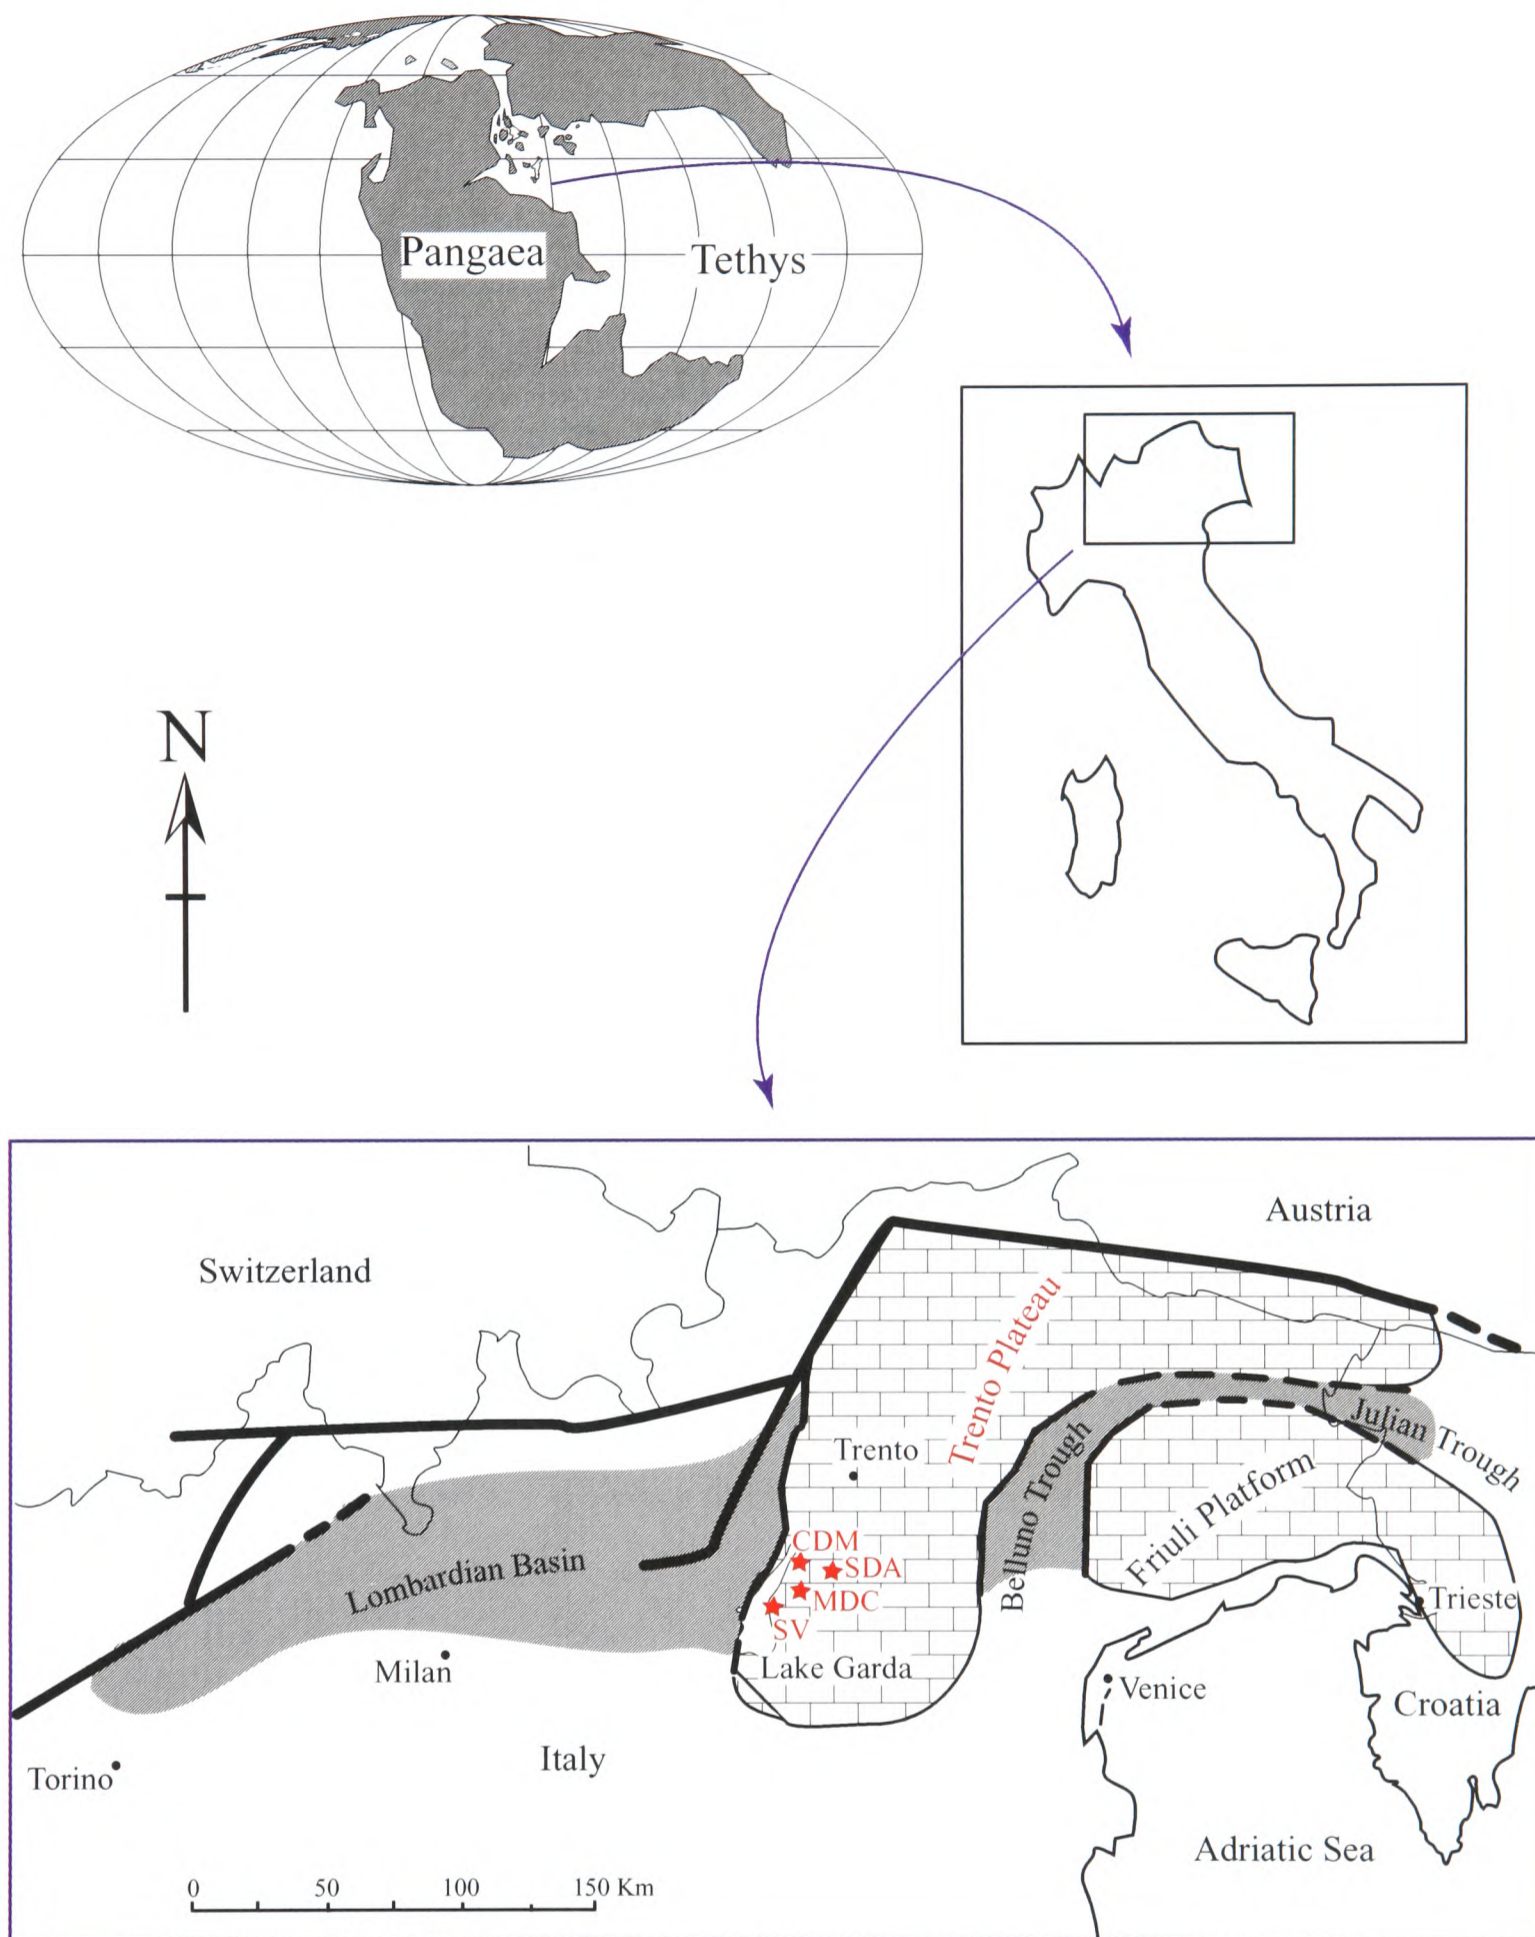 Pangaea
Tethys
N
Austria
Switzerland
Trento Plateau
Julian Trough
Trento
Belluno Trough
Friuli Platform
CDM
SDA
Lombardian Basin
MDC
SV
Trieste
Milan
Lake Garda
Venice
Croatia
Italy
Torino
Adriatic Sea
0 50 100 150 Km